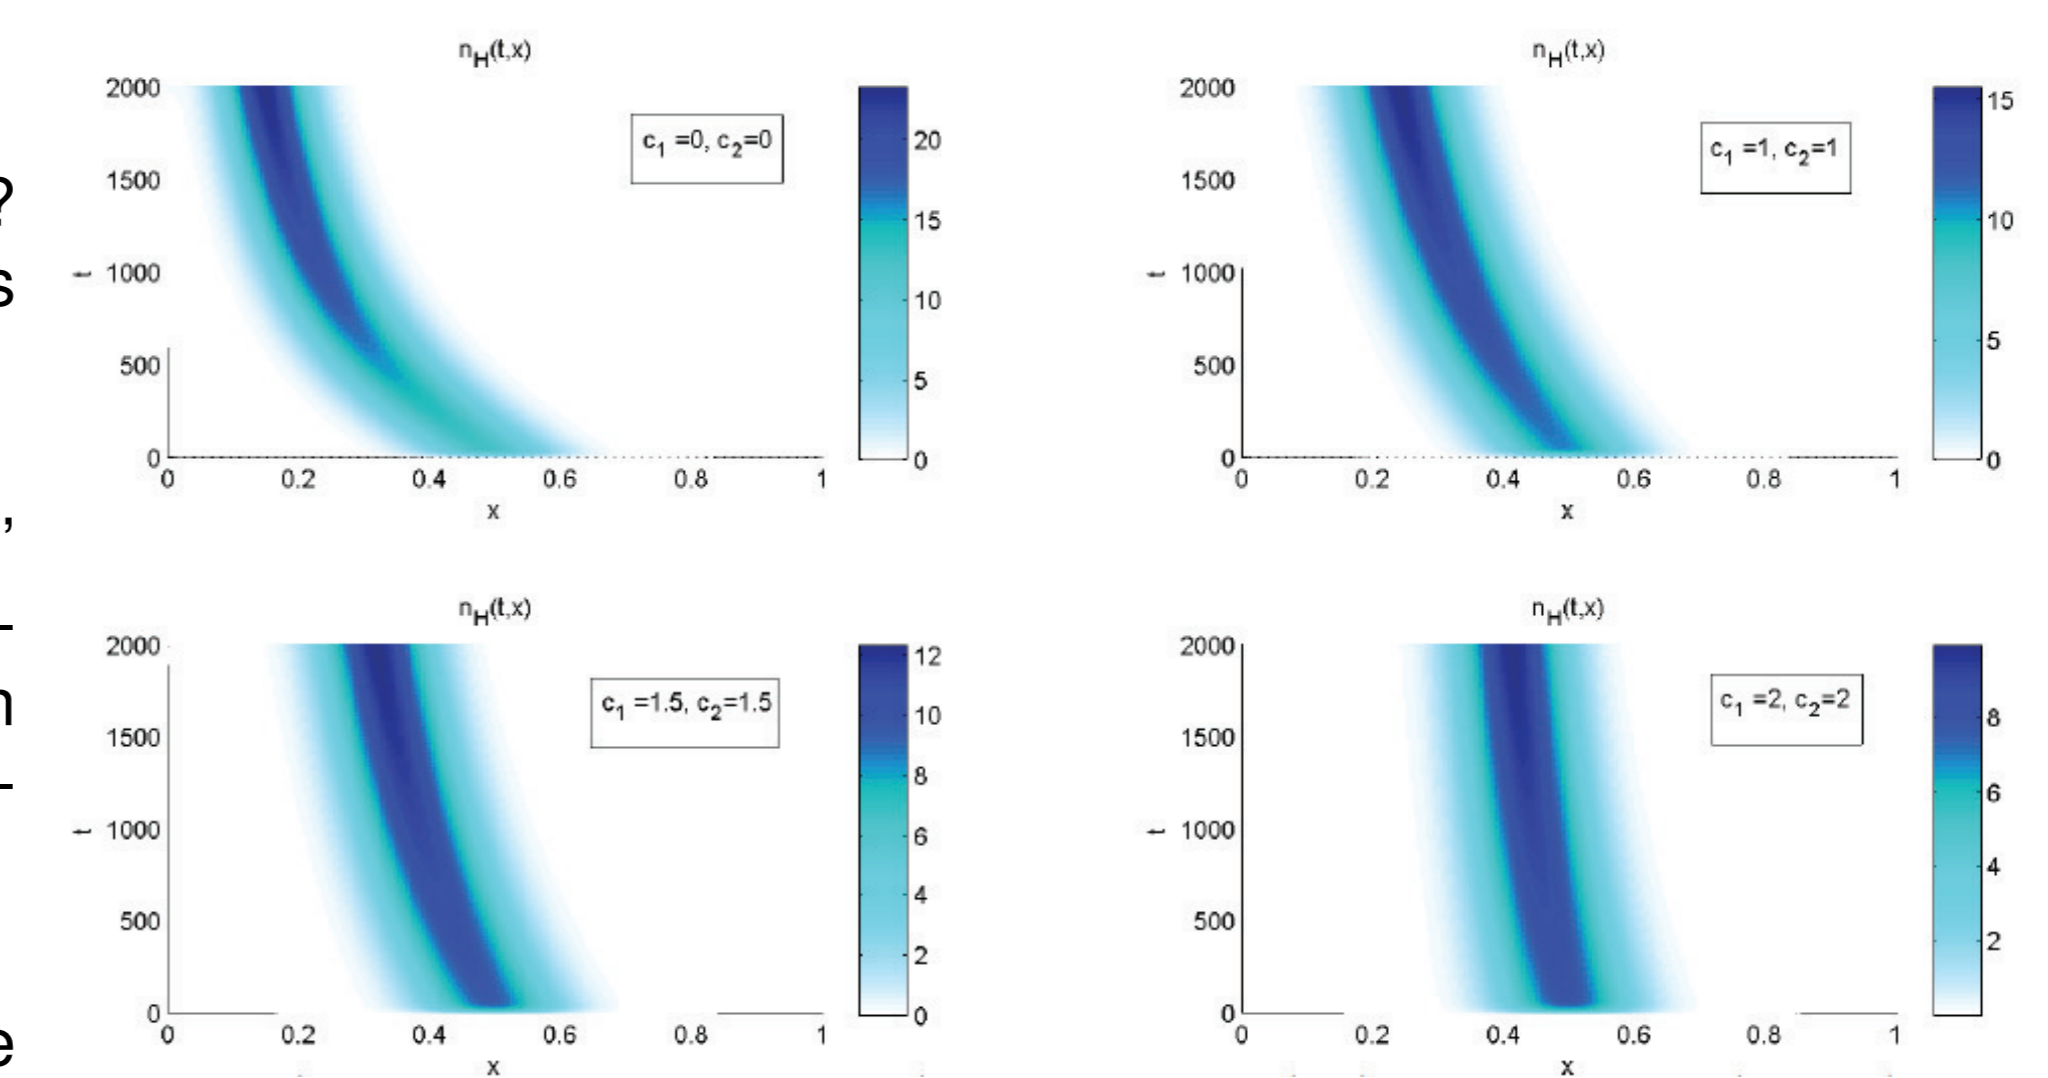 n_H(t,x)
2000
1500
1000
500
0
t
c_1 =0, c_2=0
20
15
10
5
0
0 0.2 0.4 0.6 0.8 1
x
n_H(t,x)
2000
1500
1000
500
0
t
c_1 =1, c_2=1
15
10
5
0
0 0.2 0.4 0.6 0.8 1
x
n_H(t,x)
2000
1500
1000
500
0
t
c_1 =1.5, c_2=1.5
12
10
8
6
4
2
0
0 0.2 0.4 0.6 0.8 1
x
n_H(t,x)
2000
1500
1000
500
0
t
c_1 =2, c_2=2
8
6
4
2
0 0.2 0.4 0.6 0.8 1
x
?
s
,
–
n
–
e